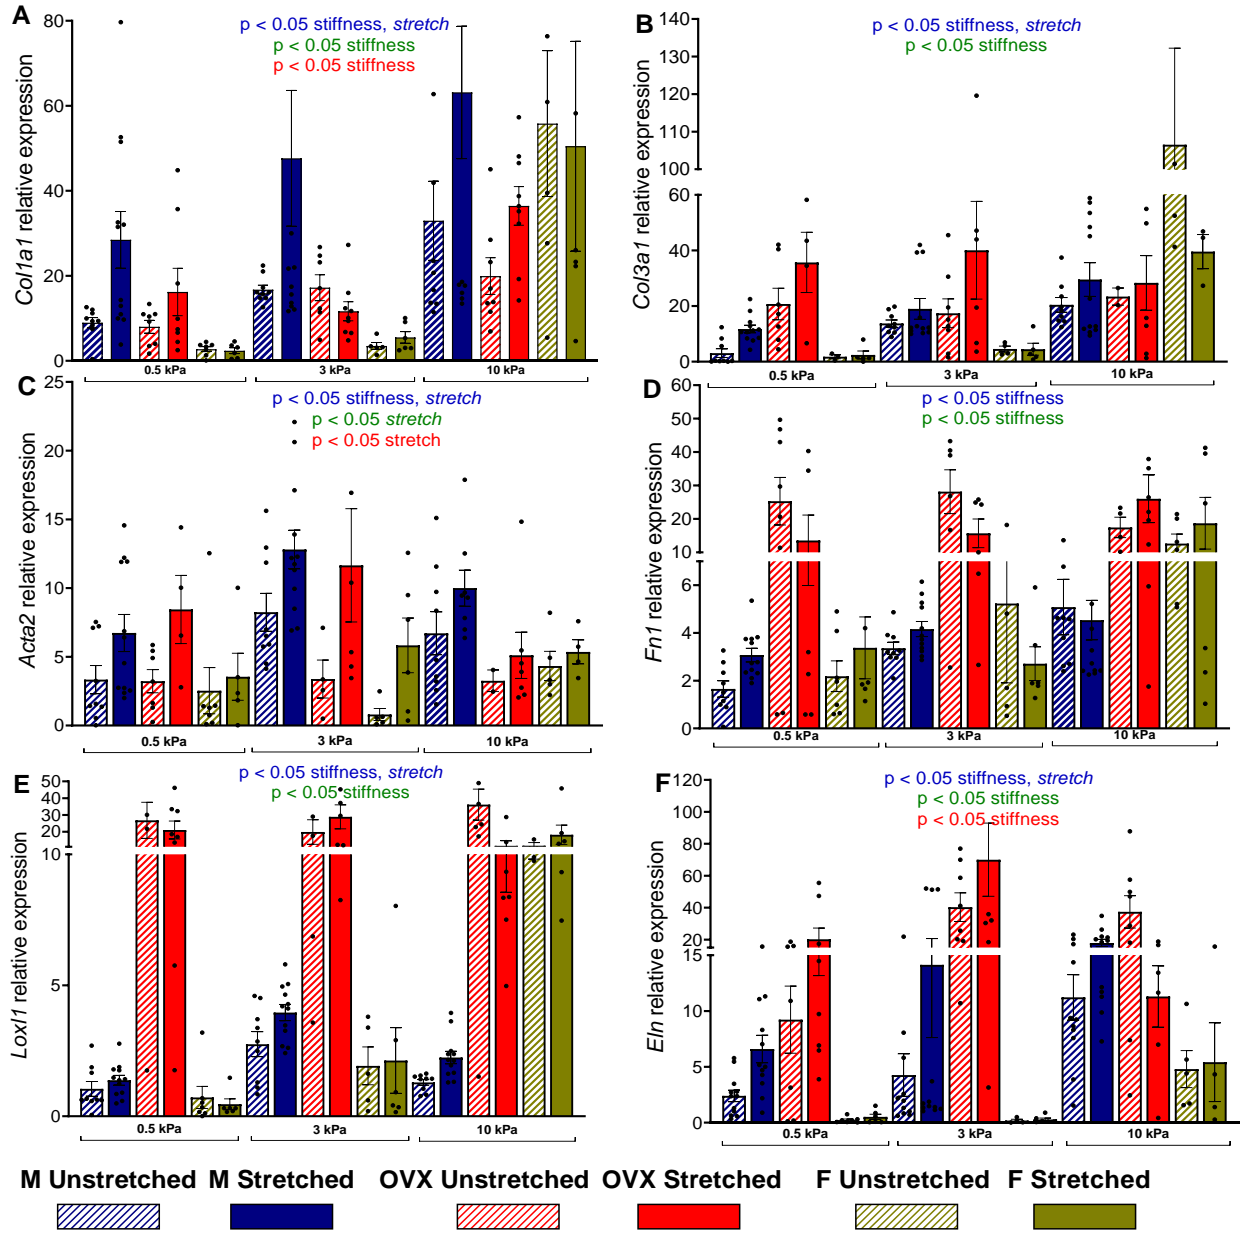 A
p < 0.05 stiffness, stretch
p < 0.05 stiffness
p < 0.05 stiffness
Col1a1 relative expression
80
60
40
20
0
0.5 kPa
3 kPa
10 kPa
B
p < 0.05 stiffness, stretch
p < 0.05 stiffness
Col3a1 relative expression
140
120
100
60
40
20
0
0.5 kPa
3 kPa
10 kPa
C
p < 0.05 stiffness, stretch
p < 0.05 stretch
p < 0.05 stretch
Acta2 relative expression
25
20
15
10
5
0
0.5 kPa
3 kPa
10 kPa
D
p < 0.05 stiffness
p < 0.05 stiffness
Fn1 relative expression
60
50
40
30
20
10
6
4
2
0
0.5 kPa
3 kPa
10 kPa
E
p < 0.05 stiffness, stretch
p < 0.05 stiffness
Loxl1 relative expression
50
40
30
20
10
5
0
0.5 kPa
3 kPa
10 kPa
F
p < 0.05 stiffness, stretch
p < 0.05 stiffness
p < 0.05 stiffness
Eln relative expression
120
100
80
60
40
20
15
10
5
0
0.5 kPa
3 kPa
10 kPa
M Unstretched M Stretched OVX Unstretched OVX Stretched F Unstretched F Stretched